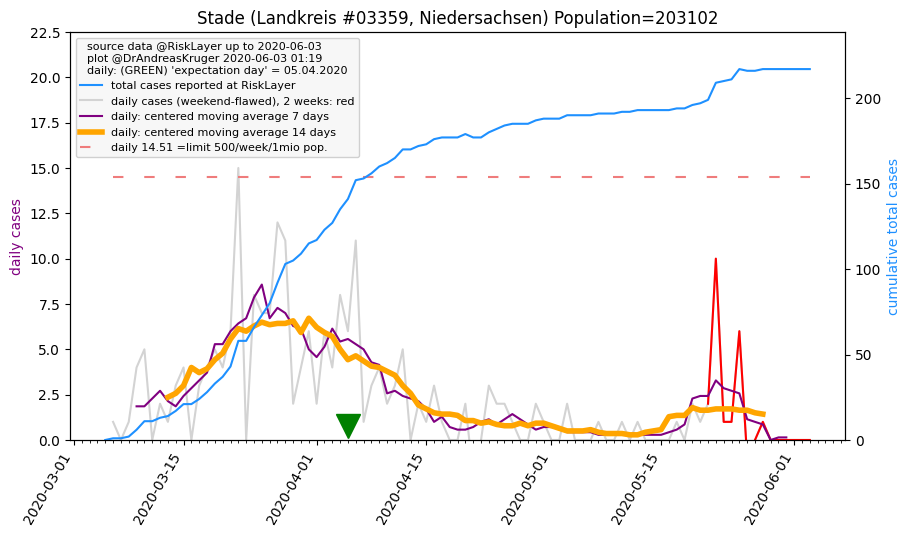 Stade (Landkreis #03359, Niedersachsen) Population=203102
source data @RiskLayer up to 2020-06-03
plot @DrAndreasKruger 2020-06-03 01:19
daily: (GREEN) 'expectation day' = 05.04.2020
total cases reported at RiskLayer
daily cases (weekend-flawed), 2 weeks: red
daily: centered moving average 7 days
daily: centered moving average 14 days
daily 14.51 =limit 500/week/1mio pop.
daily cases
22.5
20.0
17.5
15.0
12.5
10.0
7.5
5.0
2.5
0.0
200
150
100
50
0
cumulative total cases
2020-03-01
2020-03-15
2020-04-01
2020-04-15
2020-05-01
2020-05-15
2020-06-01